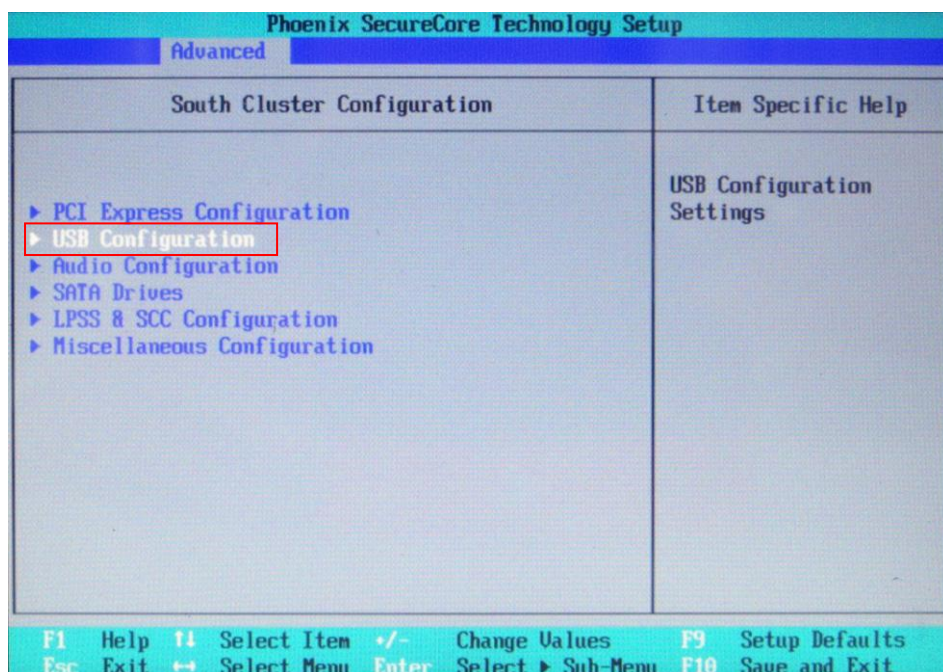 Phoenix SecureCore Technology Setup
Advanced
South Cluster Configuration
Item Specific Help
▶ PCI Express Configuration
▶ USB Configuration
▶ Audio Configuration
▶ SATA Drives
▶ LPSS & SCC Configuration
▶ Miscellaneous Configuration
USB Configuration
Settings
F1 Help ↑↓ Select Item +/- Change Values F9 Setup Defaults
Esc Exit ↔ Select Menu Enter Select ▶ Sub-Menu F10 Save and Exit